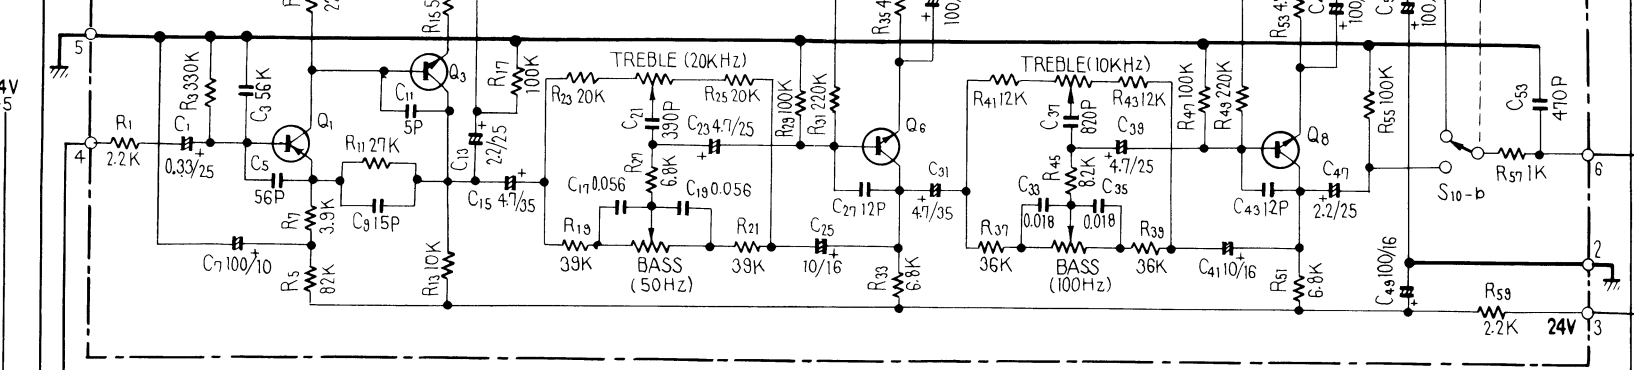 R15
R35
R53
100
5
R3 330K
C3 56K
Q3
R17
100K
TREBLE (20KHz)
TREBLE (10KHz)
R23 20K
R25 20K
C21
390P
R29 100K
R31 220K
R41 12K
R43 12K
C37
820P
R47 100K
R49 220K
R55 100K
C53
470P
4V
4
R1
2.2K
C1
0.33/25
Q1
C11
5P
R11 27K
C13
2.2/25
C23 4.7/25
Q6
C39
4.7/25
Q8
6
C5
56P
R7
3.9K
C9 15P
C15 4.7/35
C17 0.056
R27
6.8K
C19 0.056
C27 12P
C31
4.7/35
C33
0.018
R45
8.2K
C35
0.018
C43 12P
C47
2.2/25
S10-b
R57 1K
C7 100/10
R5
82K
R13 10K
R19
39K
BASS
(50Hz)
R21
39K
C25
10/16
R33
6.8K
R37
36K
BASS
(100Hz)
R39
36K
C41 10/16
R51
6.8K
C49 100/16
2
R59
2.2K
24V
3